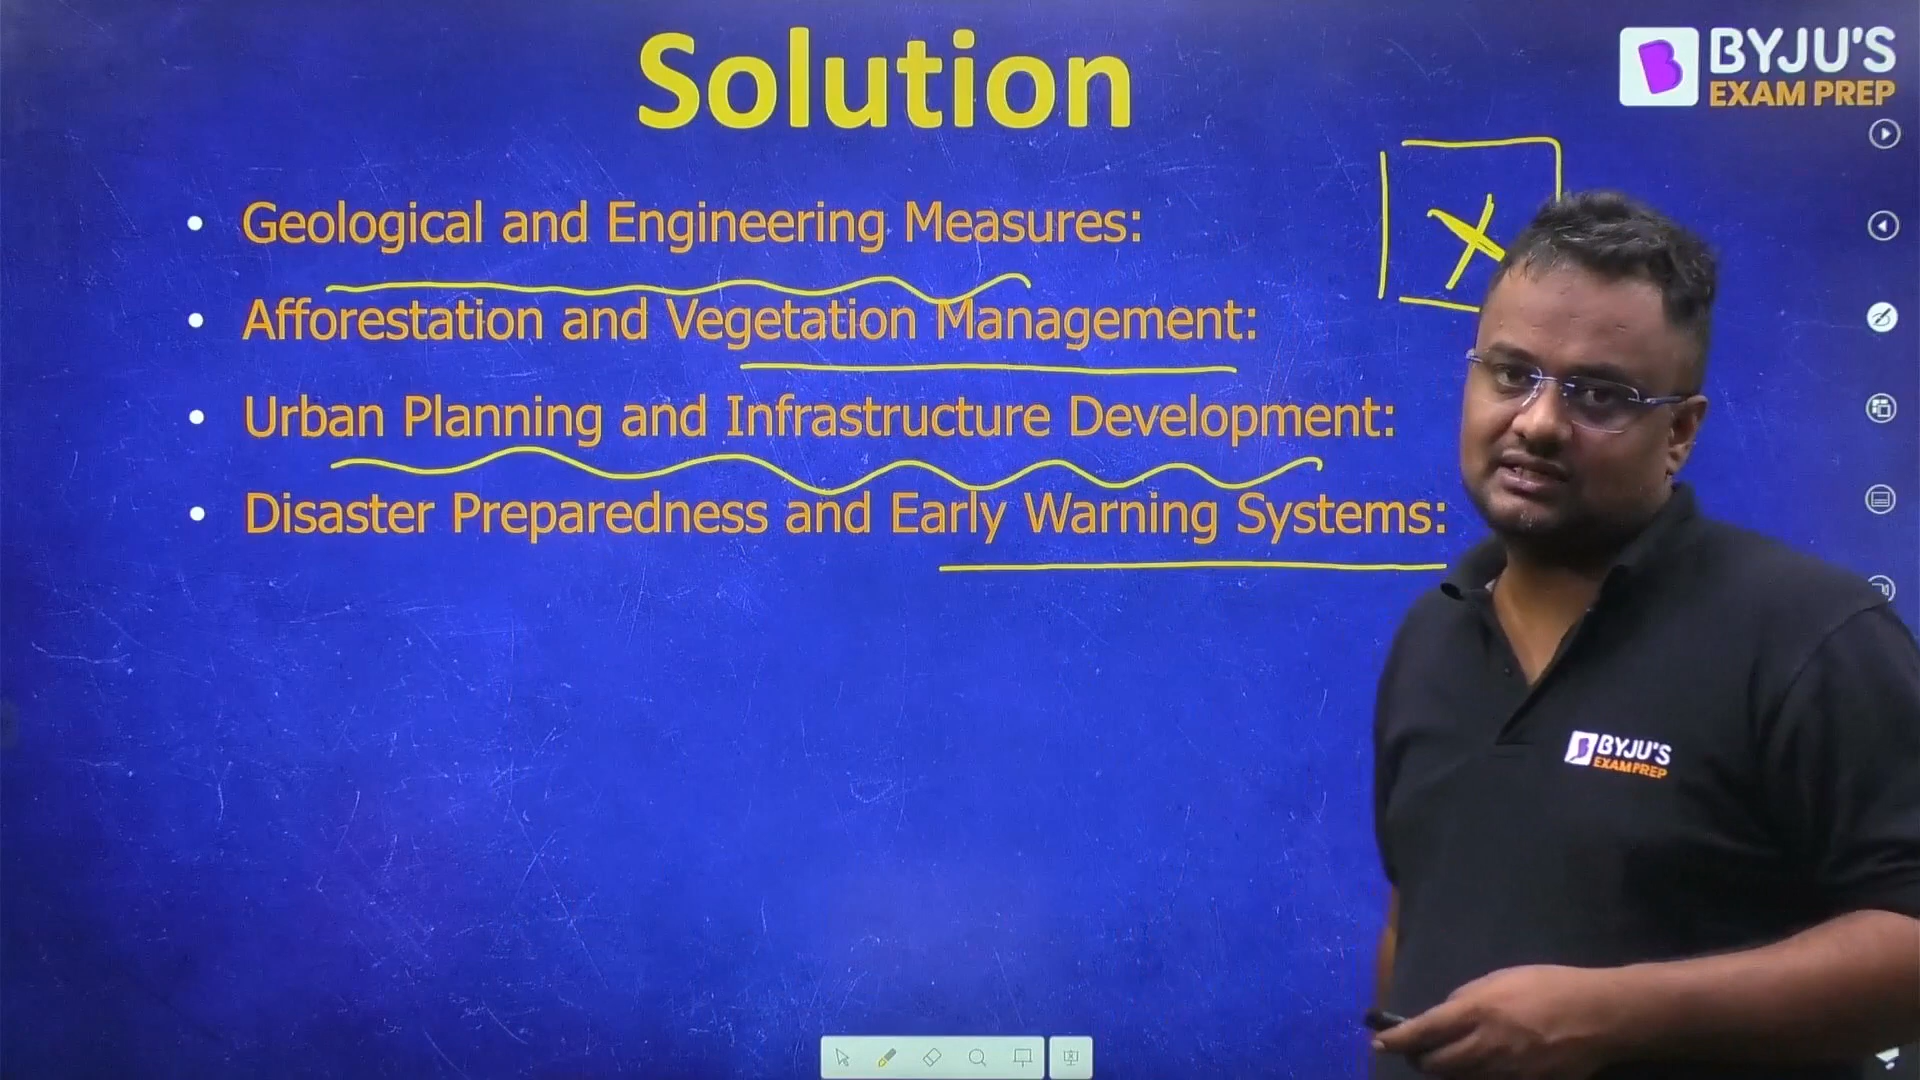 Solution
BYJU'S
EXAM PREP
• Geological and Engineering Measures:
• Afforestation and Vegetation Management:
• Urban Planning and Infrastructure Development:
• Disaster Preparedness and Early Warning Systems:
BYJU'S
EXAM PREP